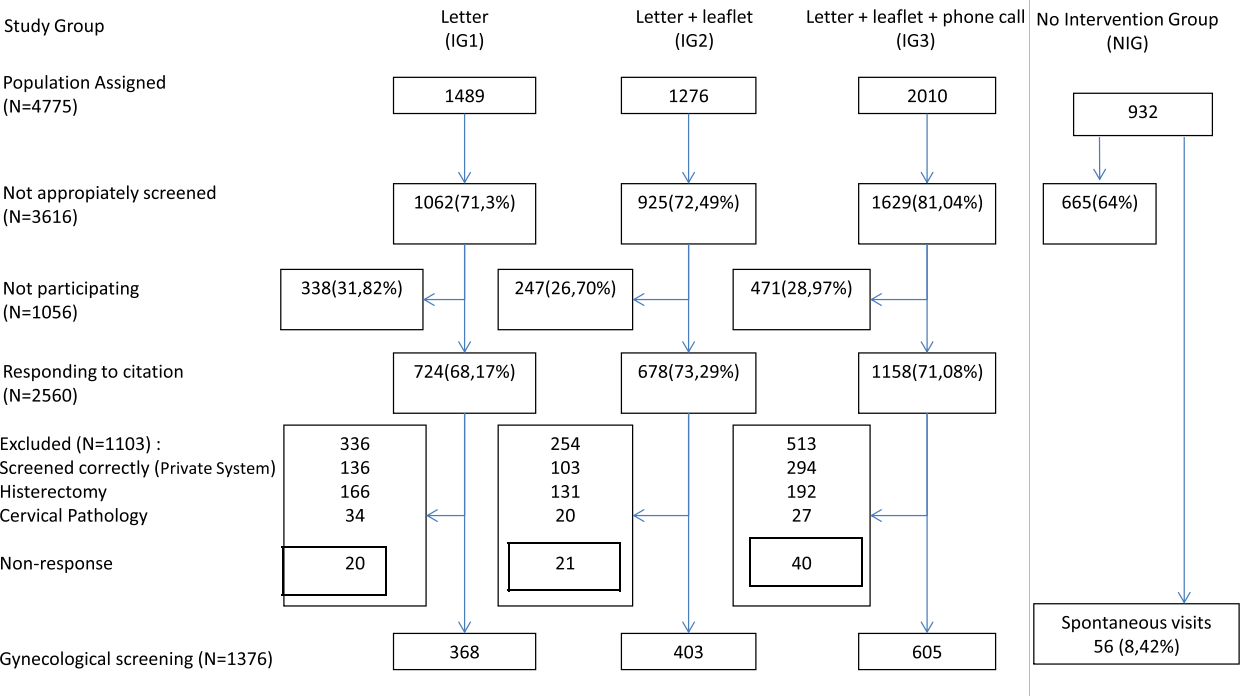 Study Group
Letter
(IG1)
Letter + leaflet
(IG2)
Letter + leaflet + phone call
(IG3)
No Intervention Group
(NIG)
Population Assigned
(N=4775)
1489
1276
2010
932
Not appropiately screened
(N=3616)
1062(71,3%)
925(72,49%)
1629(81,04%)
665(64%)
Not participating
(N=1056)
338(31,82%)
247(26,70%)
471(28,97%)
Responding to citation
(N=2560)
724(68,17%)
678(73,29%)
1158(71,08%)
Excluded (N=1103) :
336
254
513
Screened correctly (Private System)
136
103
294
Histerectomy
166
131
192
Cervical Pathology
34
20
27
Non-response
20
21
40
Gynecological screening (N=1376)
368
403
605
Spontaneous visits
56 (8,42%)